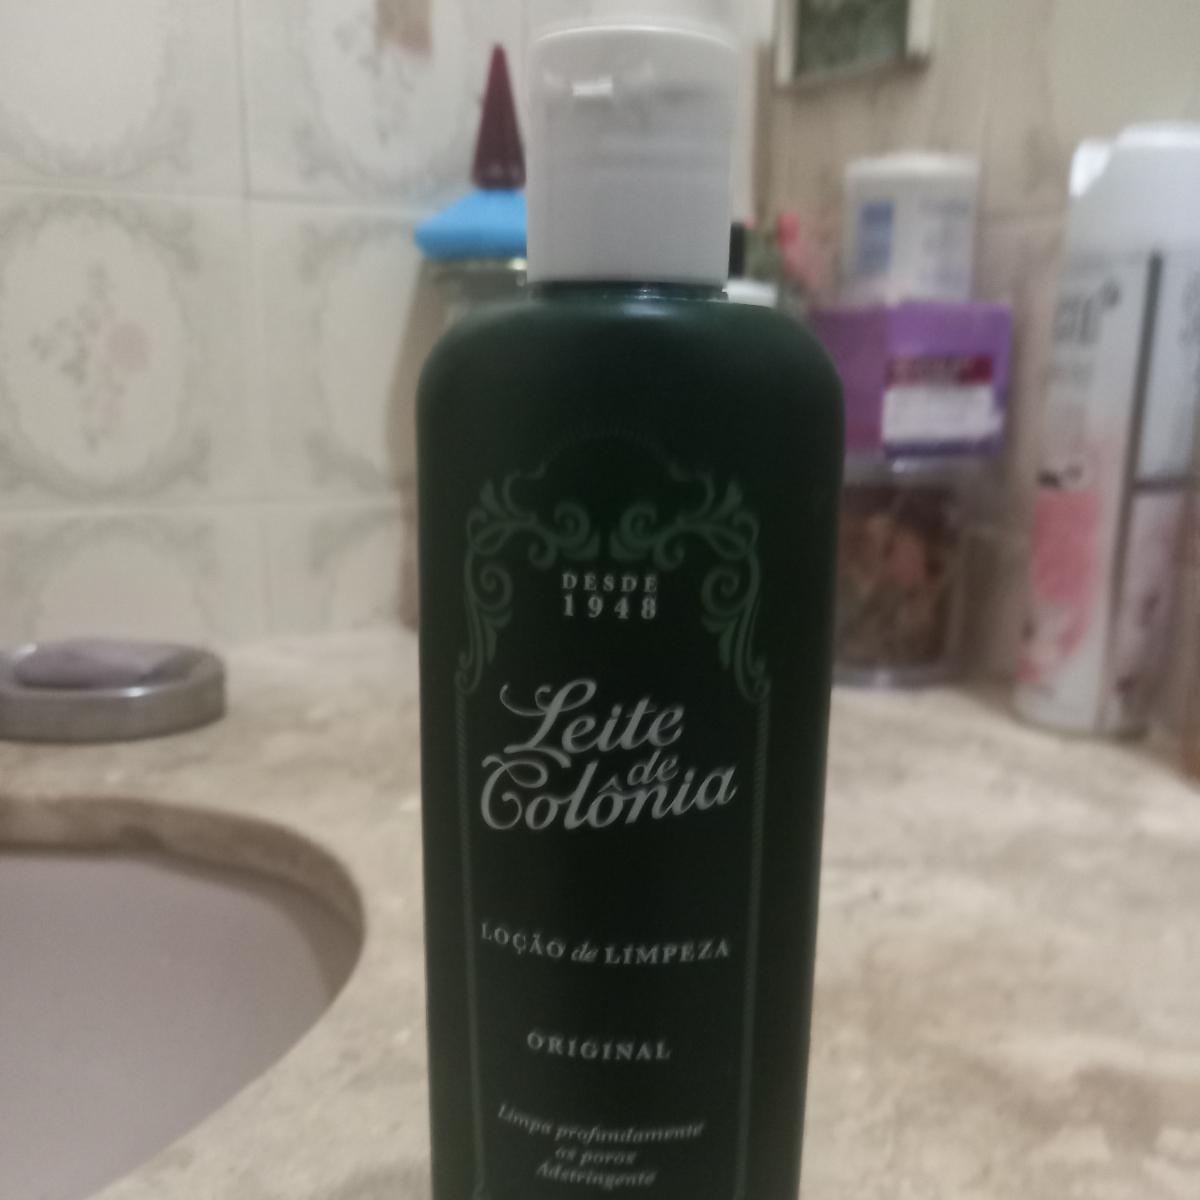 DESDE
1948
Leite
de
Colônia
LOÇÃO de LIMPEZA
ORIGINAL
Limpa profundamente
os poros
Adstringente